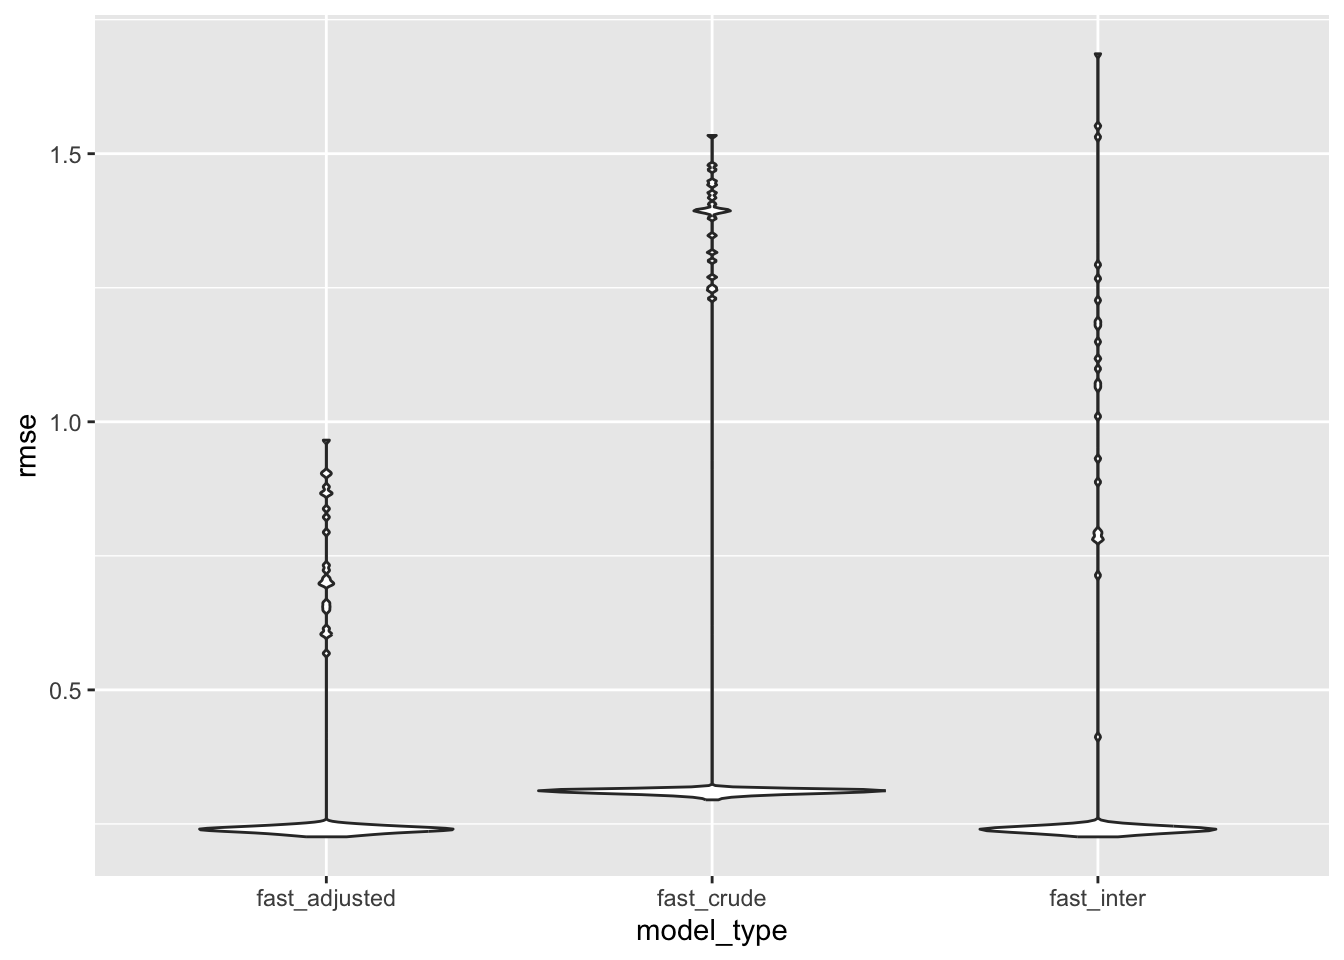 rmse
1.5
1.0
0.5
fast_adjusted
fast_crude
fast_inter
model_type